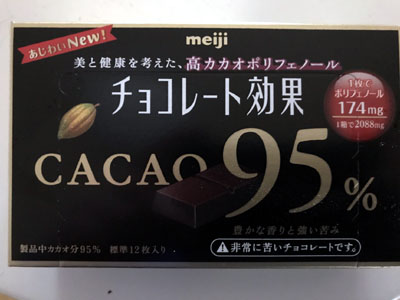 あじわいNew!
meiji
美と健康を考えた、高カカオポリフェノール
チョコレート効果
1枚で
ポリフェノール
174mg
1箱で2088mg
CACAO 95%
豊かな香りと強い苦み
製品中カカオ分95% 標準12枚入り
⚠非常に苦いチョコレートです。